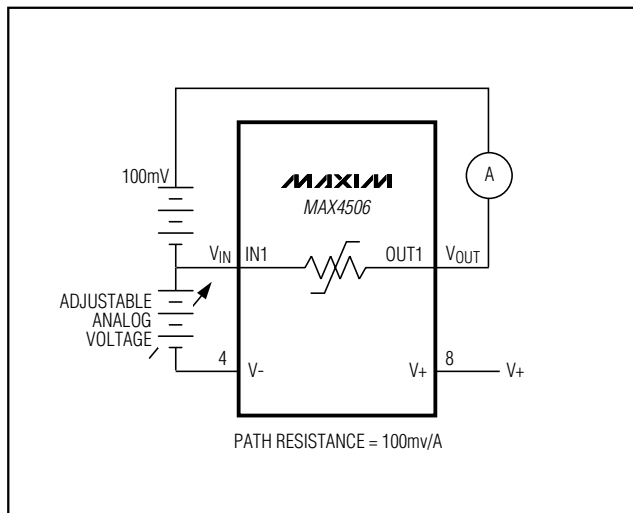 100mV
MAXIM
MAX4506
A
VIN
IN1
OUT1
VOUT
ADJUSTABLE
ANALOG
VOLTAGE
4
V-
V+
8
V+
PATH RESISTANCE = 100mv/A